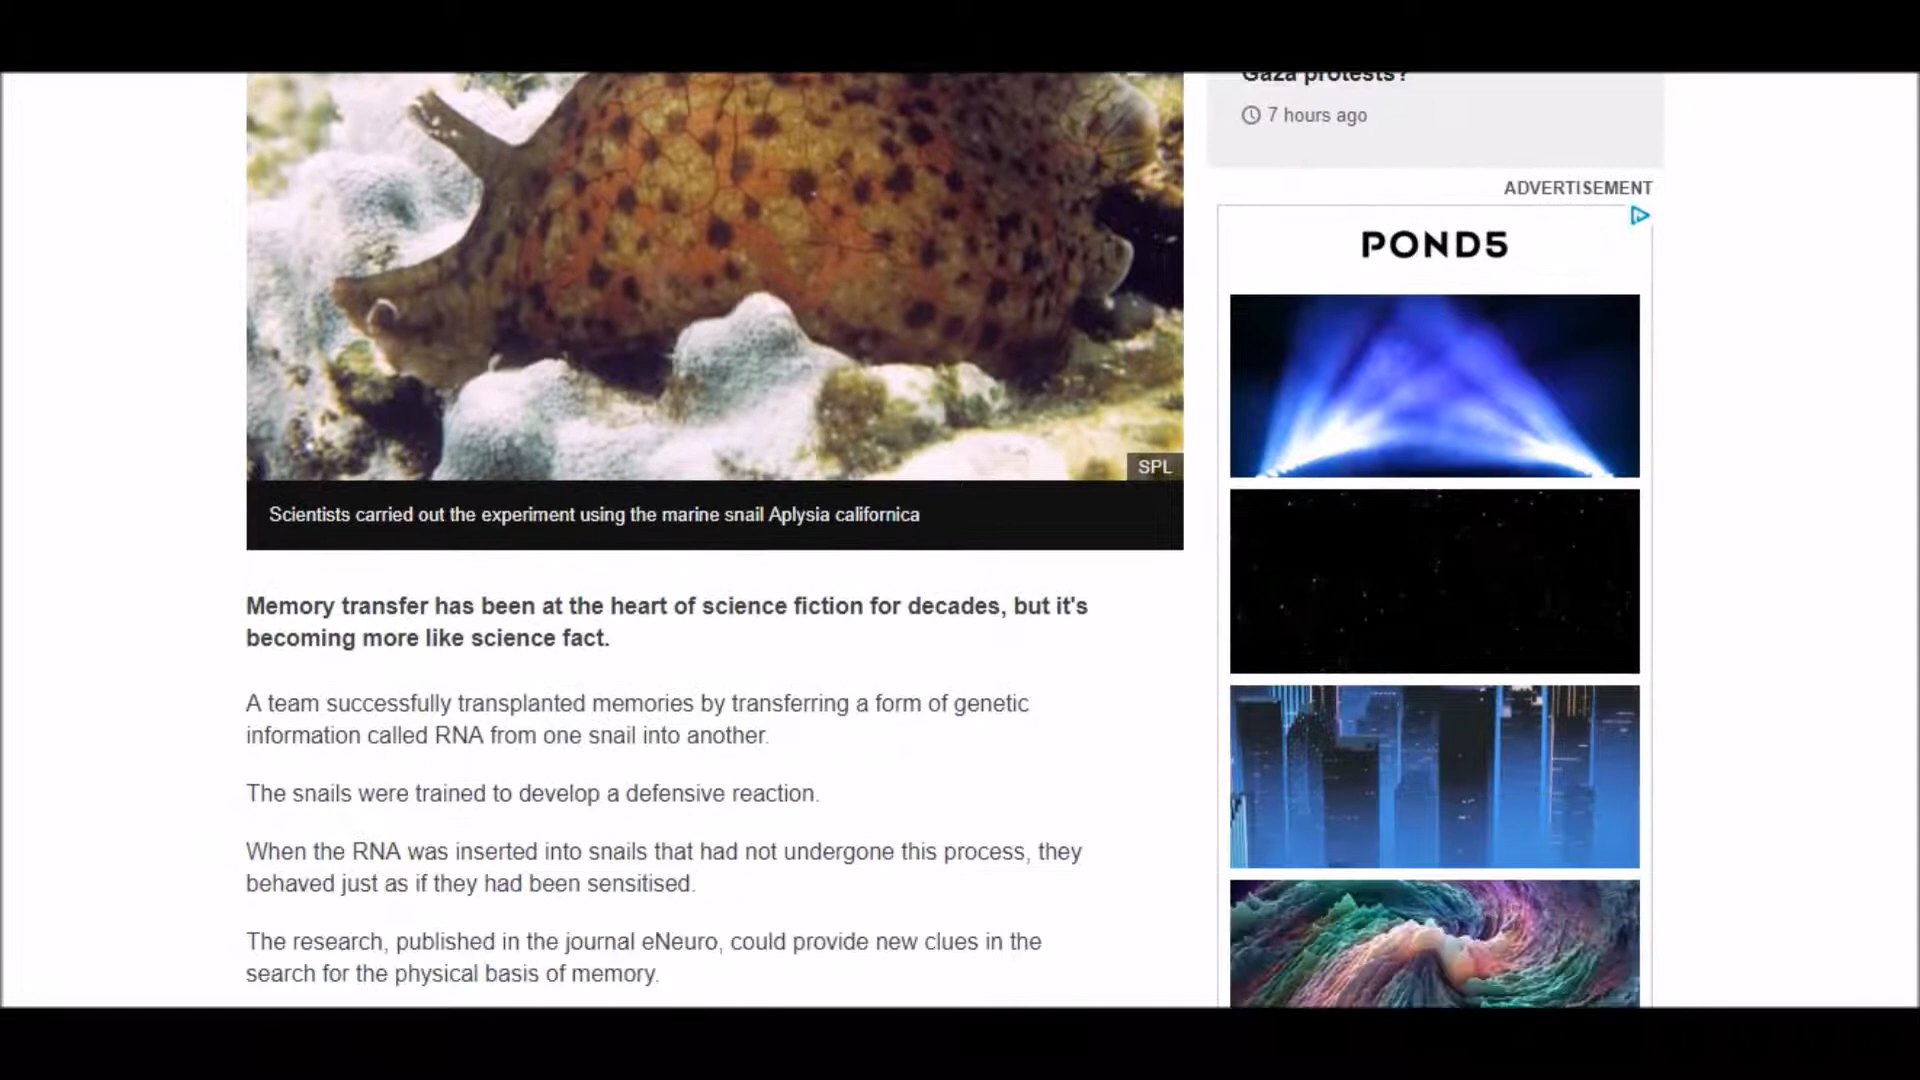 Gaza protests?
7 hours ago
ADVERTISEMENT
POND5
SPL
Scientists carried out the experiment using the marine snail Aplysia californica
Memory transfer has been at the heart of science fiction for decades, but it's
becoming more like science fact.
A team successfully transplanted memories by transferring a form of genetic
information called RNA from one snail into another.
The snails were trained to develop a defensive reaction.
When the RNA was inserted into snails that had not undergone this process, they
behaved just as if they had been sensitised.
The research, published in the journal eNeuro, could provide new clues in the
search for the physical basis of memory.